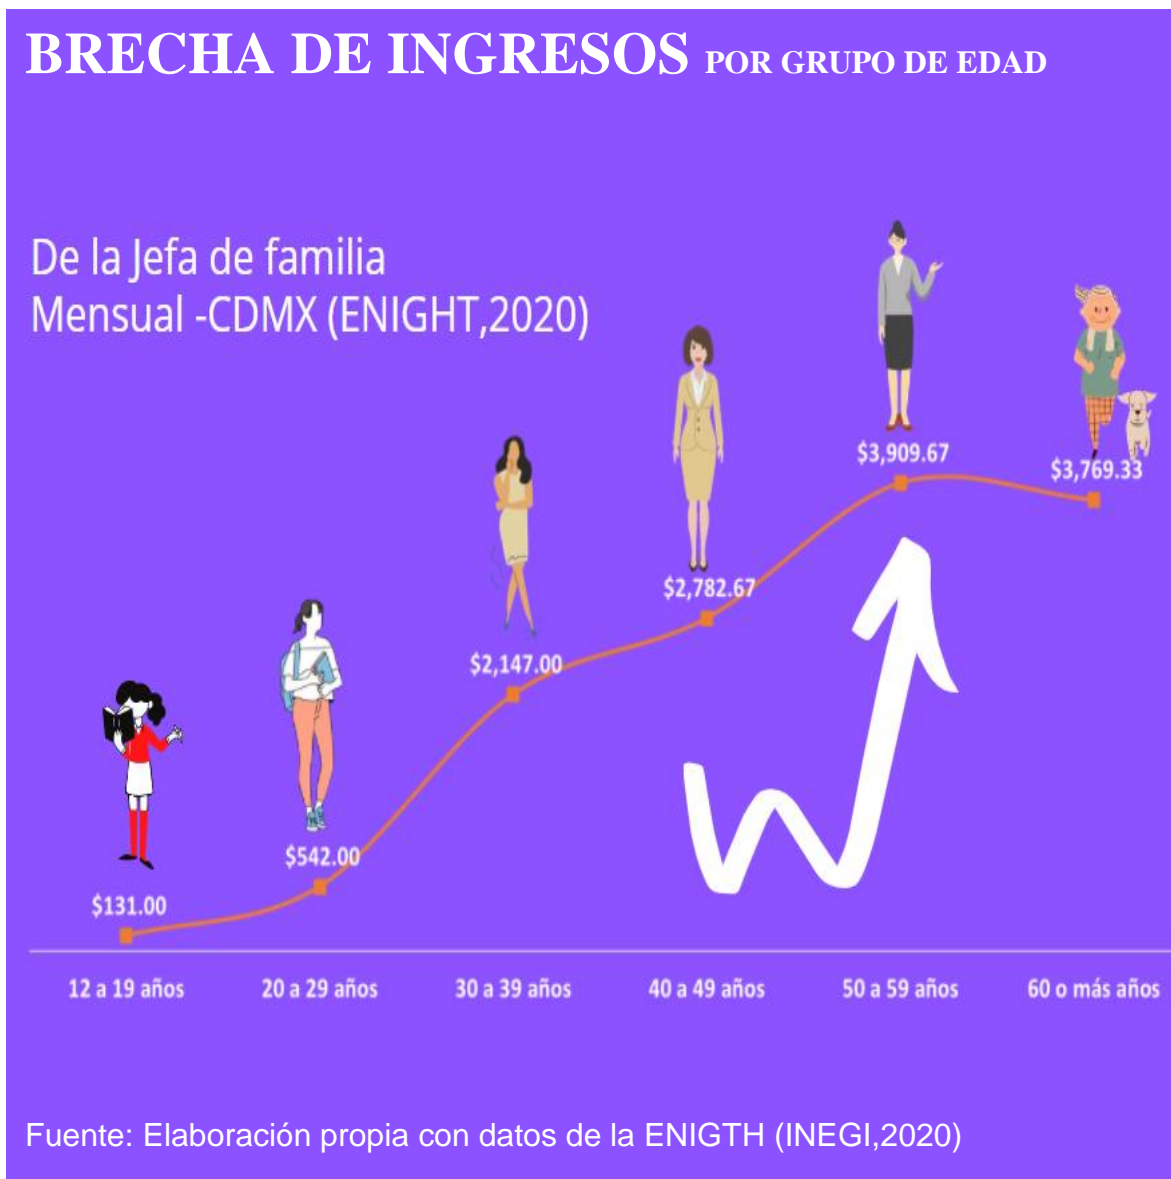 BRECHA DE INGRESOS POR GRUPO DE EDAD
De la Jefa de familia
Mensual -CDMX (ENIGHT,2020)
$3,909.67
$3,769.33
$2,782.67
$2,147.00
$542.00
$131.00
12 a 19 años 20 a 29 años 30 a 39 años 40 a 49 años 50 a 59 años 60 o más años
Fuente: Elaboración propia con datos de la ENIGTH (INEGI,2020)